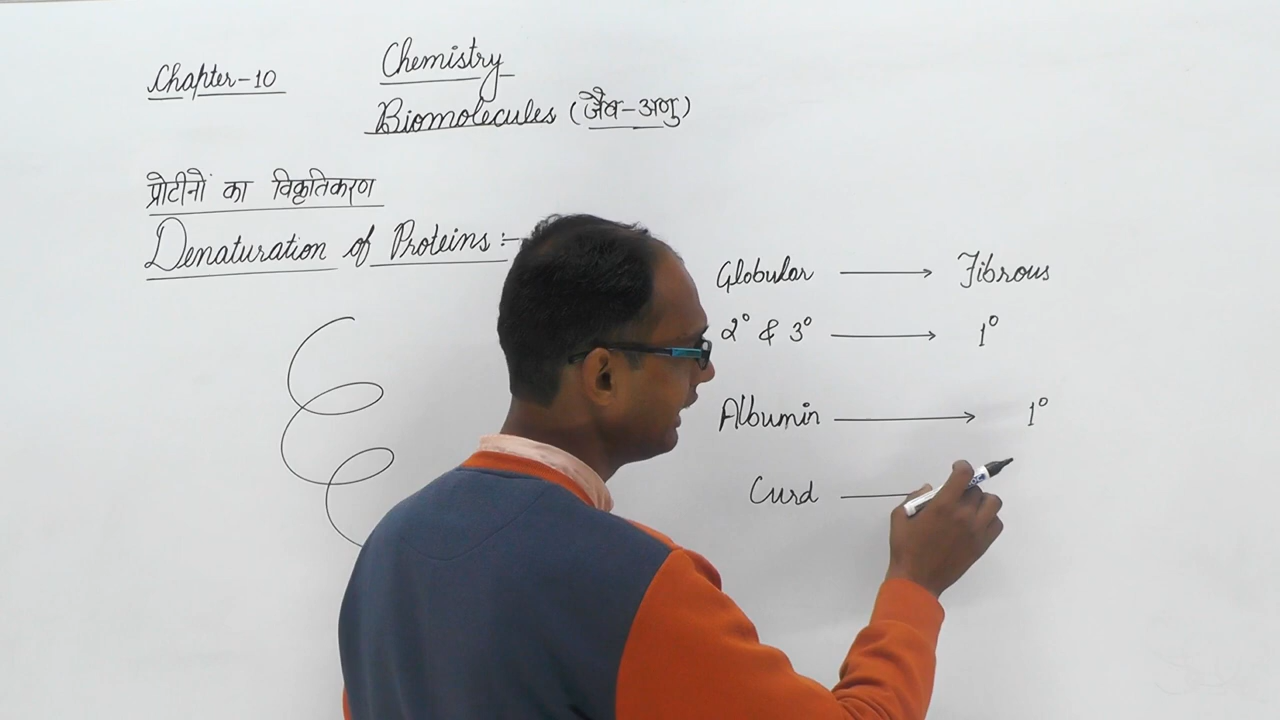 Chapter-10
Chemistry
Biomolecules (जैव-अणु)
प्रोटीनों का विकृतिकरण
Denaturation of Proteins :-
Globular → Fibrous
2° & 3° → 1°
Albumin → 1°
Curd